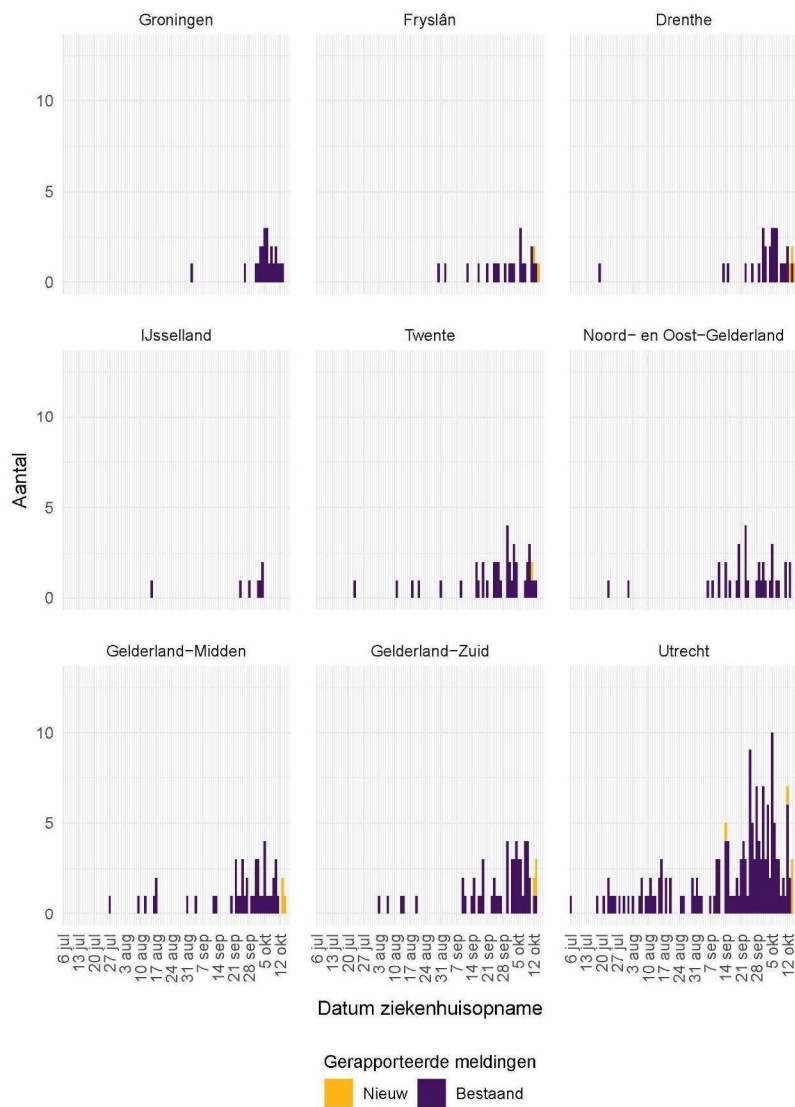 Groningen Fryslân Drenthe
10
5
0
IJsselland Twente Noord- en Oost-Gelderland
10
5
0
Aantal
Gelderland-Midden Gelderland-Zuid Utrecht
10
5
0
6 jul 13 jul 20 jul 27 jul 3 aug 10 aug 17 aug 24 aug 31 aug 7 sep 14 sep 21 sep 28 sep 5 okt 12 okt 6 jul 13 jul 20 jul 27 jul 3 aug 10 aug 17 aug 24 aug 31 aug 7 sep 14 sep 21 sep 28 sep 5 okt 12 okt 6 jul 13 jul 20 jul 27 jul 3 aug 10 aug 17 aug 24 aug 31 aug 7 sep 14 sep 21 sep 28 sep 5 okt 12 okt
Datum ziekenhuisopname
Gerapporteerde meldingen
Nieuw Bestaand